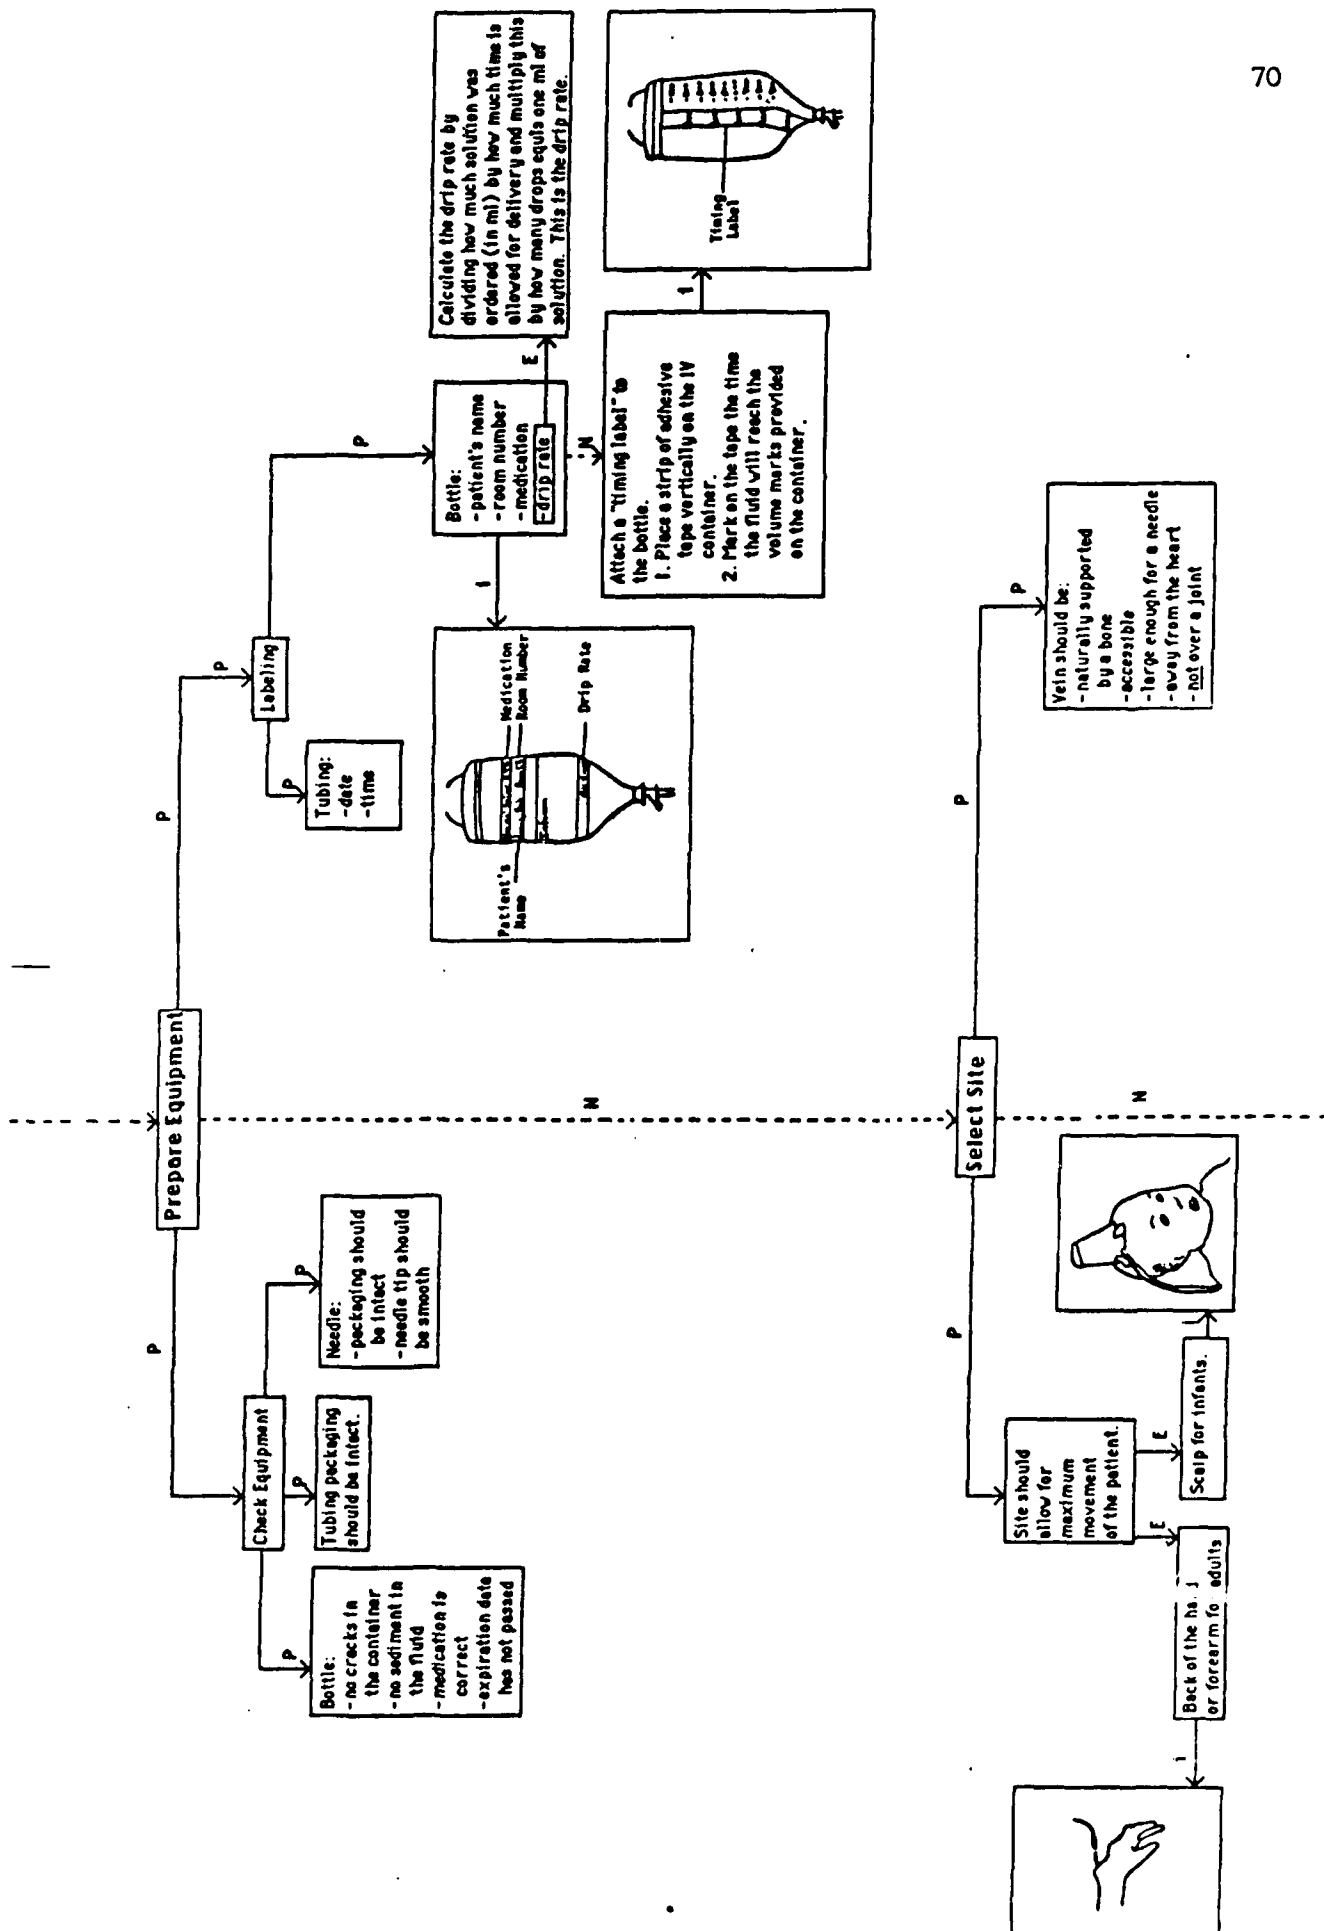 70
P
P
Prepare Equipment
P
P
P
Check Equipment
P
P
Bottle:
-no cracks in
the container
-no sediment in
the fluid
-medication is
correct
-expiration date
has not passed
Tubing packaging
should be intact.
Needle:
-packaging should
be intact
-needle tip should
be smooth
P
P
Labeling
Tubing:
-date
-time
P
Bottle:
-patient's name
-room number
-medication
-drip rate
I
E
N
Patient's
Name
Medication
Room Number
Drip Rate
Calculate the drip rate by
dividing how much solution was
ordered (in ml) by how much time is
allowed for delivery and multiply this
by how many drops equls one ml of
solution. This is the drip rate.
Attach a "timing label" to
the bottle.
1. Place a strip of adhesive
tape vertically on the IV
container.
2. Mark on the tape the time
the fluid will reach the
volume marks provided
on the container.
I
Timing
Label
N
Select Site
P
P
Site should
allow for
maximum
movement
of the patient.
E
E
Back of the
or forearm adults
I
Scalp for infants.
Vein should be:
-naturally supported
by a bone
-accessible
-large enough for a needle
-away from the heart
-not over a joint
N